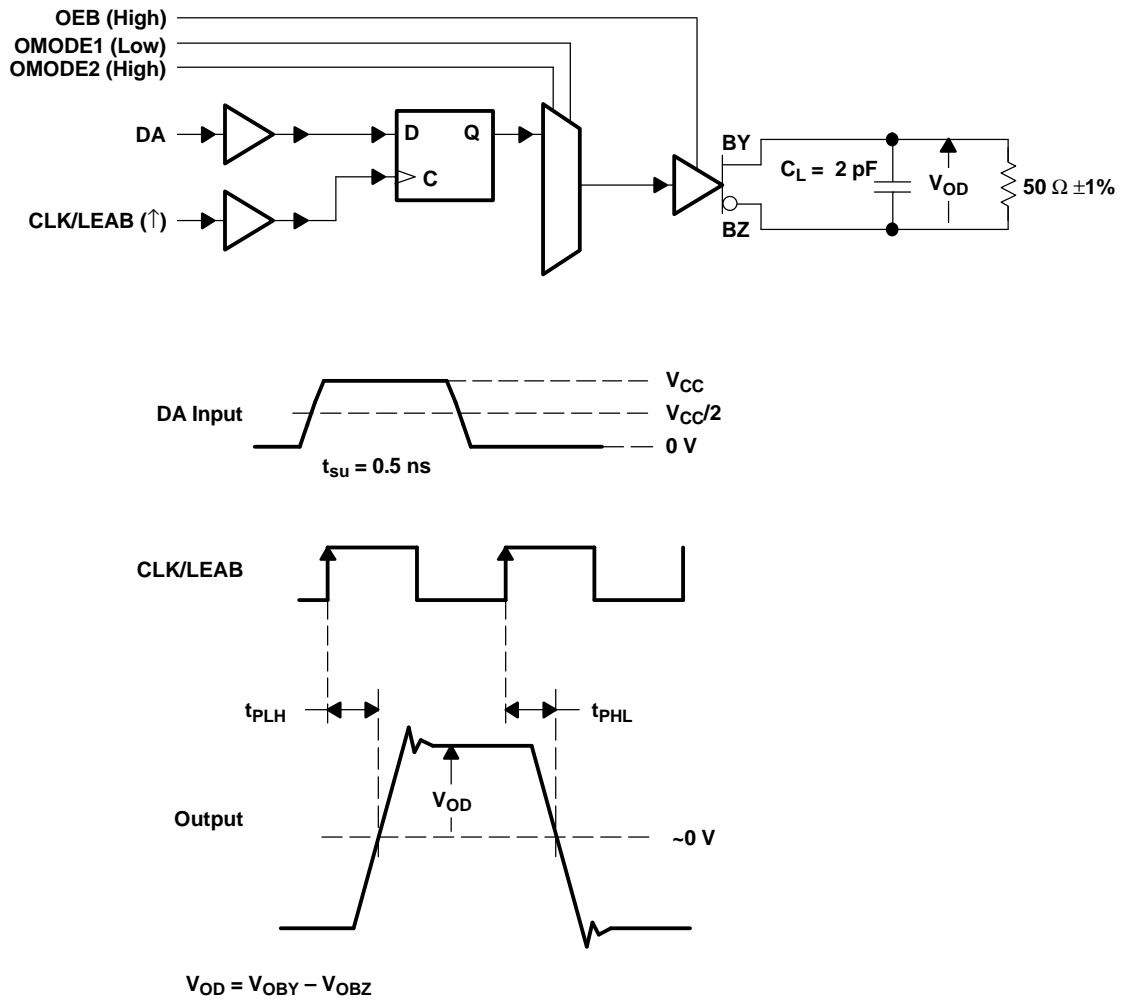 OEB (High)
OMODE1 (Low)
OMODE2 (High)
DA
D Q
C
CLK/LEAB (↑)
BY
BZ
C_L = 2 pF
V_OD
50 Ω ±1%
V_CC
DA Input
V_CC/2
0 V
t_su = 0.5 ns
CLK/LEAB
t_PLH
t_PHL
V_OD
Output
~0 V
V_OD = V_OBY – V_OBZ